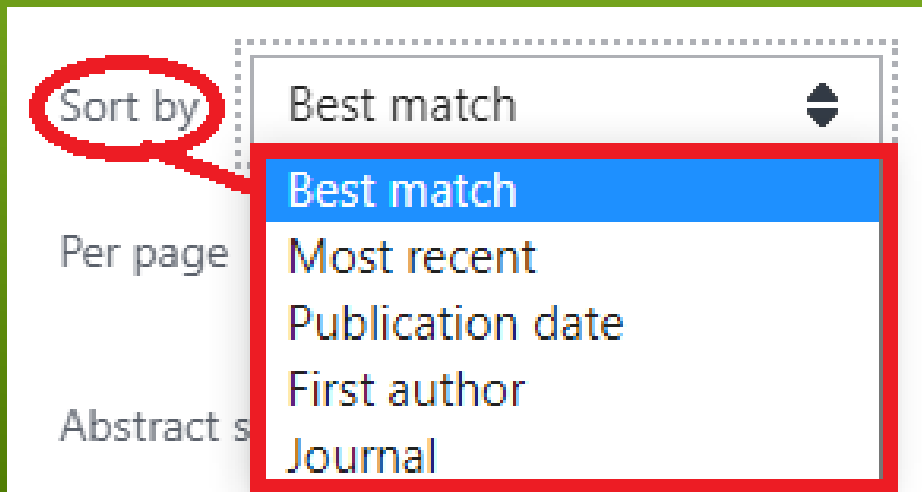 Sort by
Best match
Best match
Most recent
Per page
Publication date
First author
Abstract s
Journal